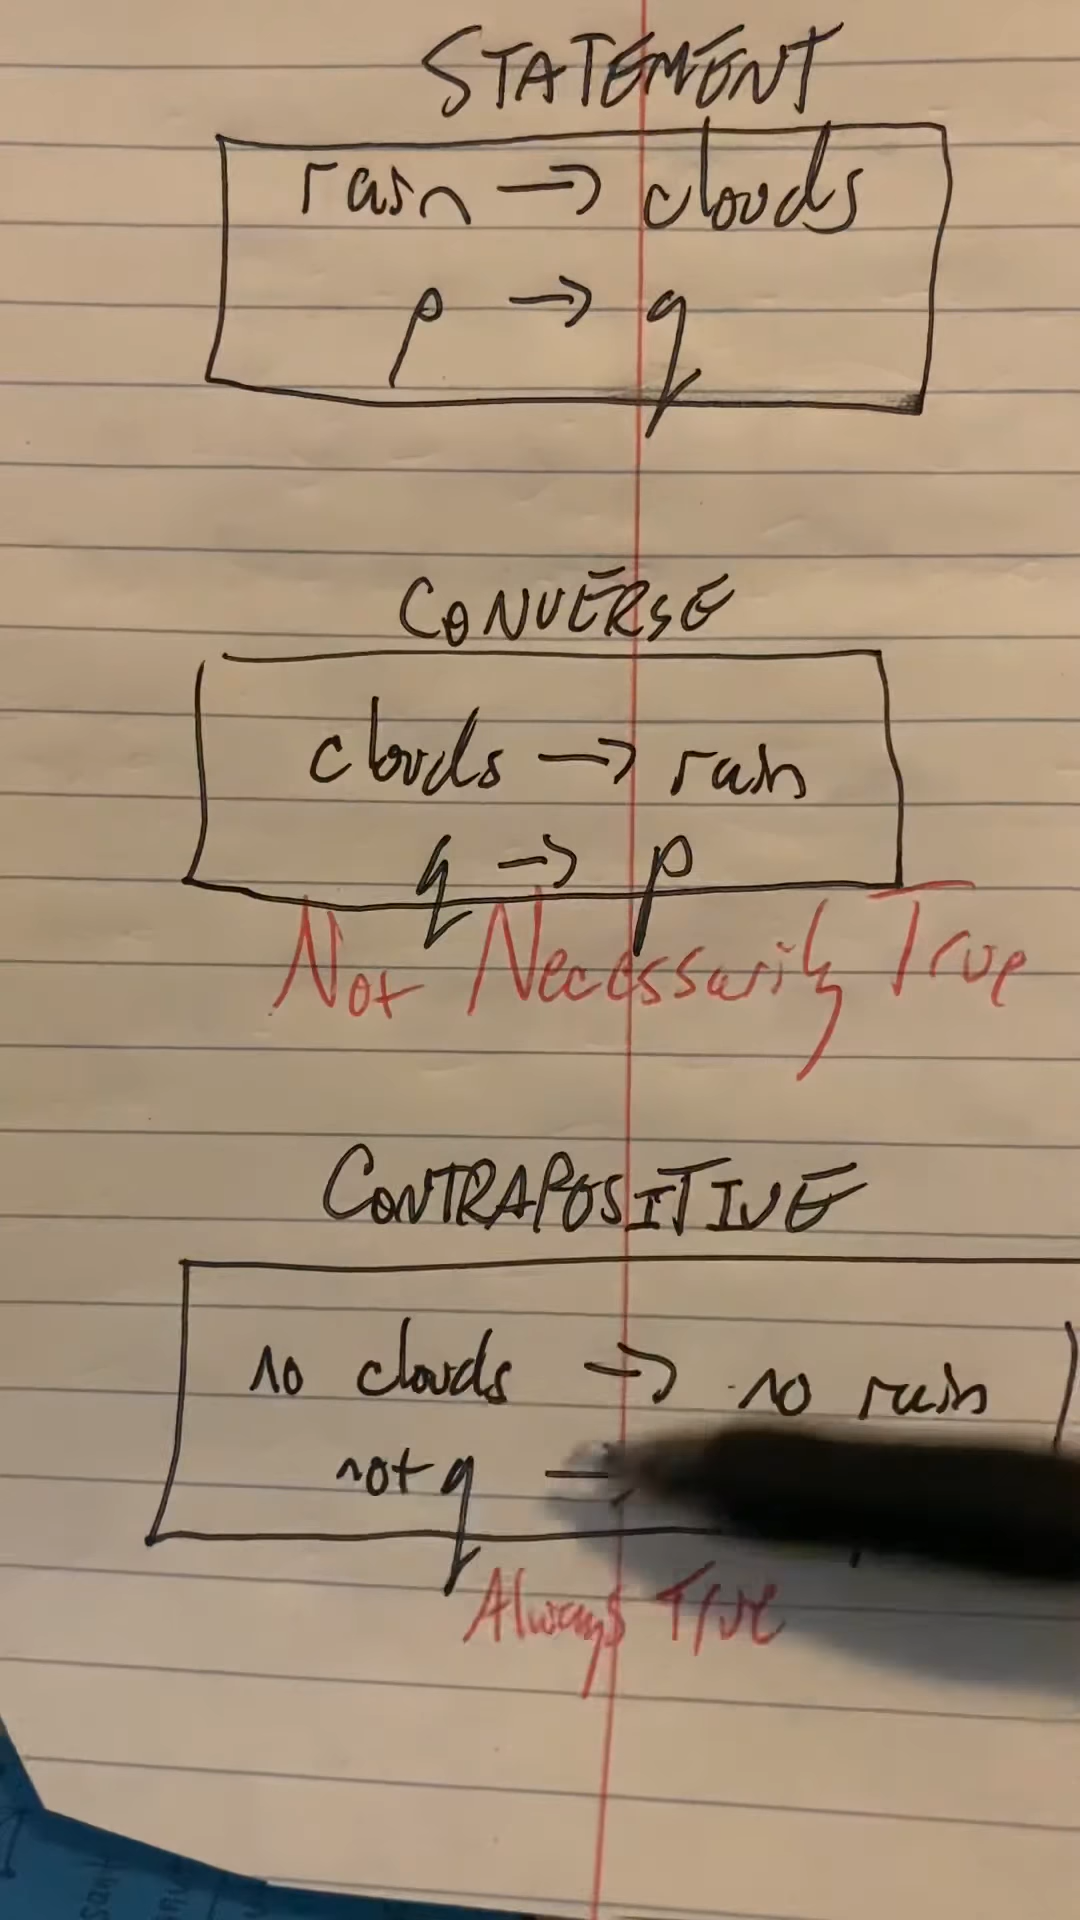 STATEMENT
rain → clouds
p → q
CONVERSE
clouds → rain
q → p
Not Necessarily True
CONTRAPOSITIVE
no clouds → no rain
not q →
Always True